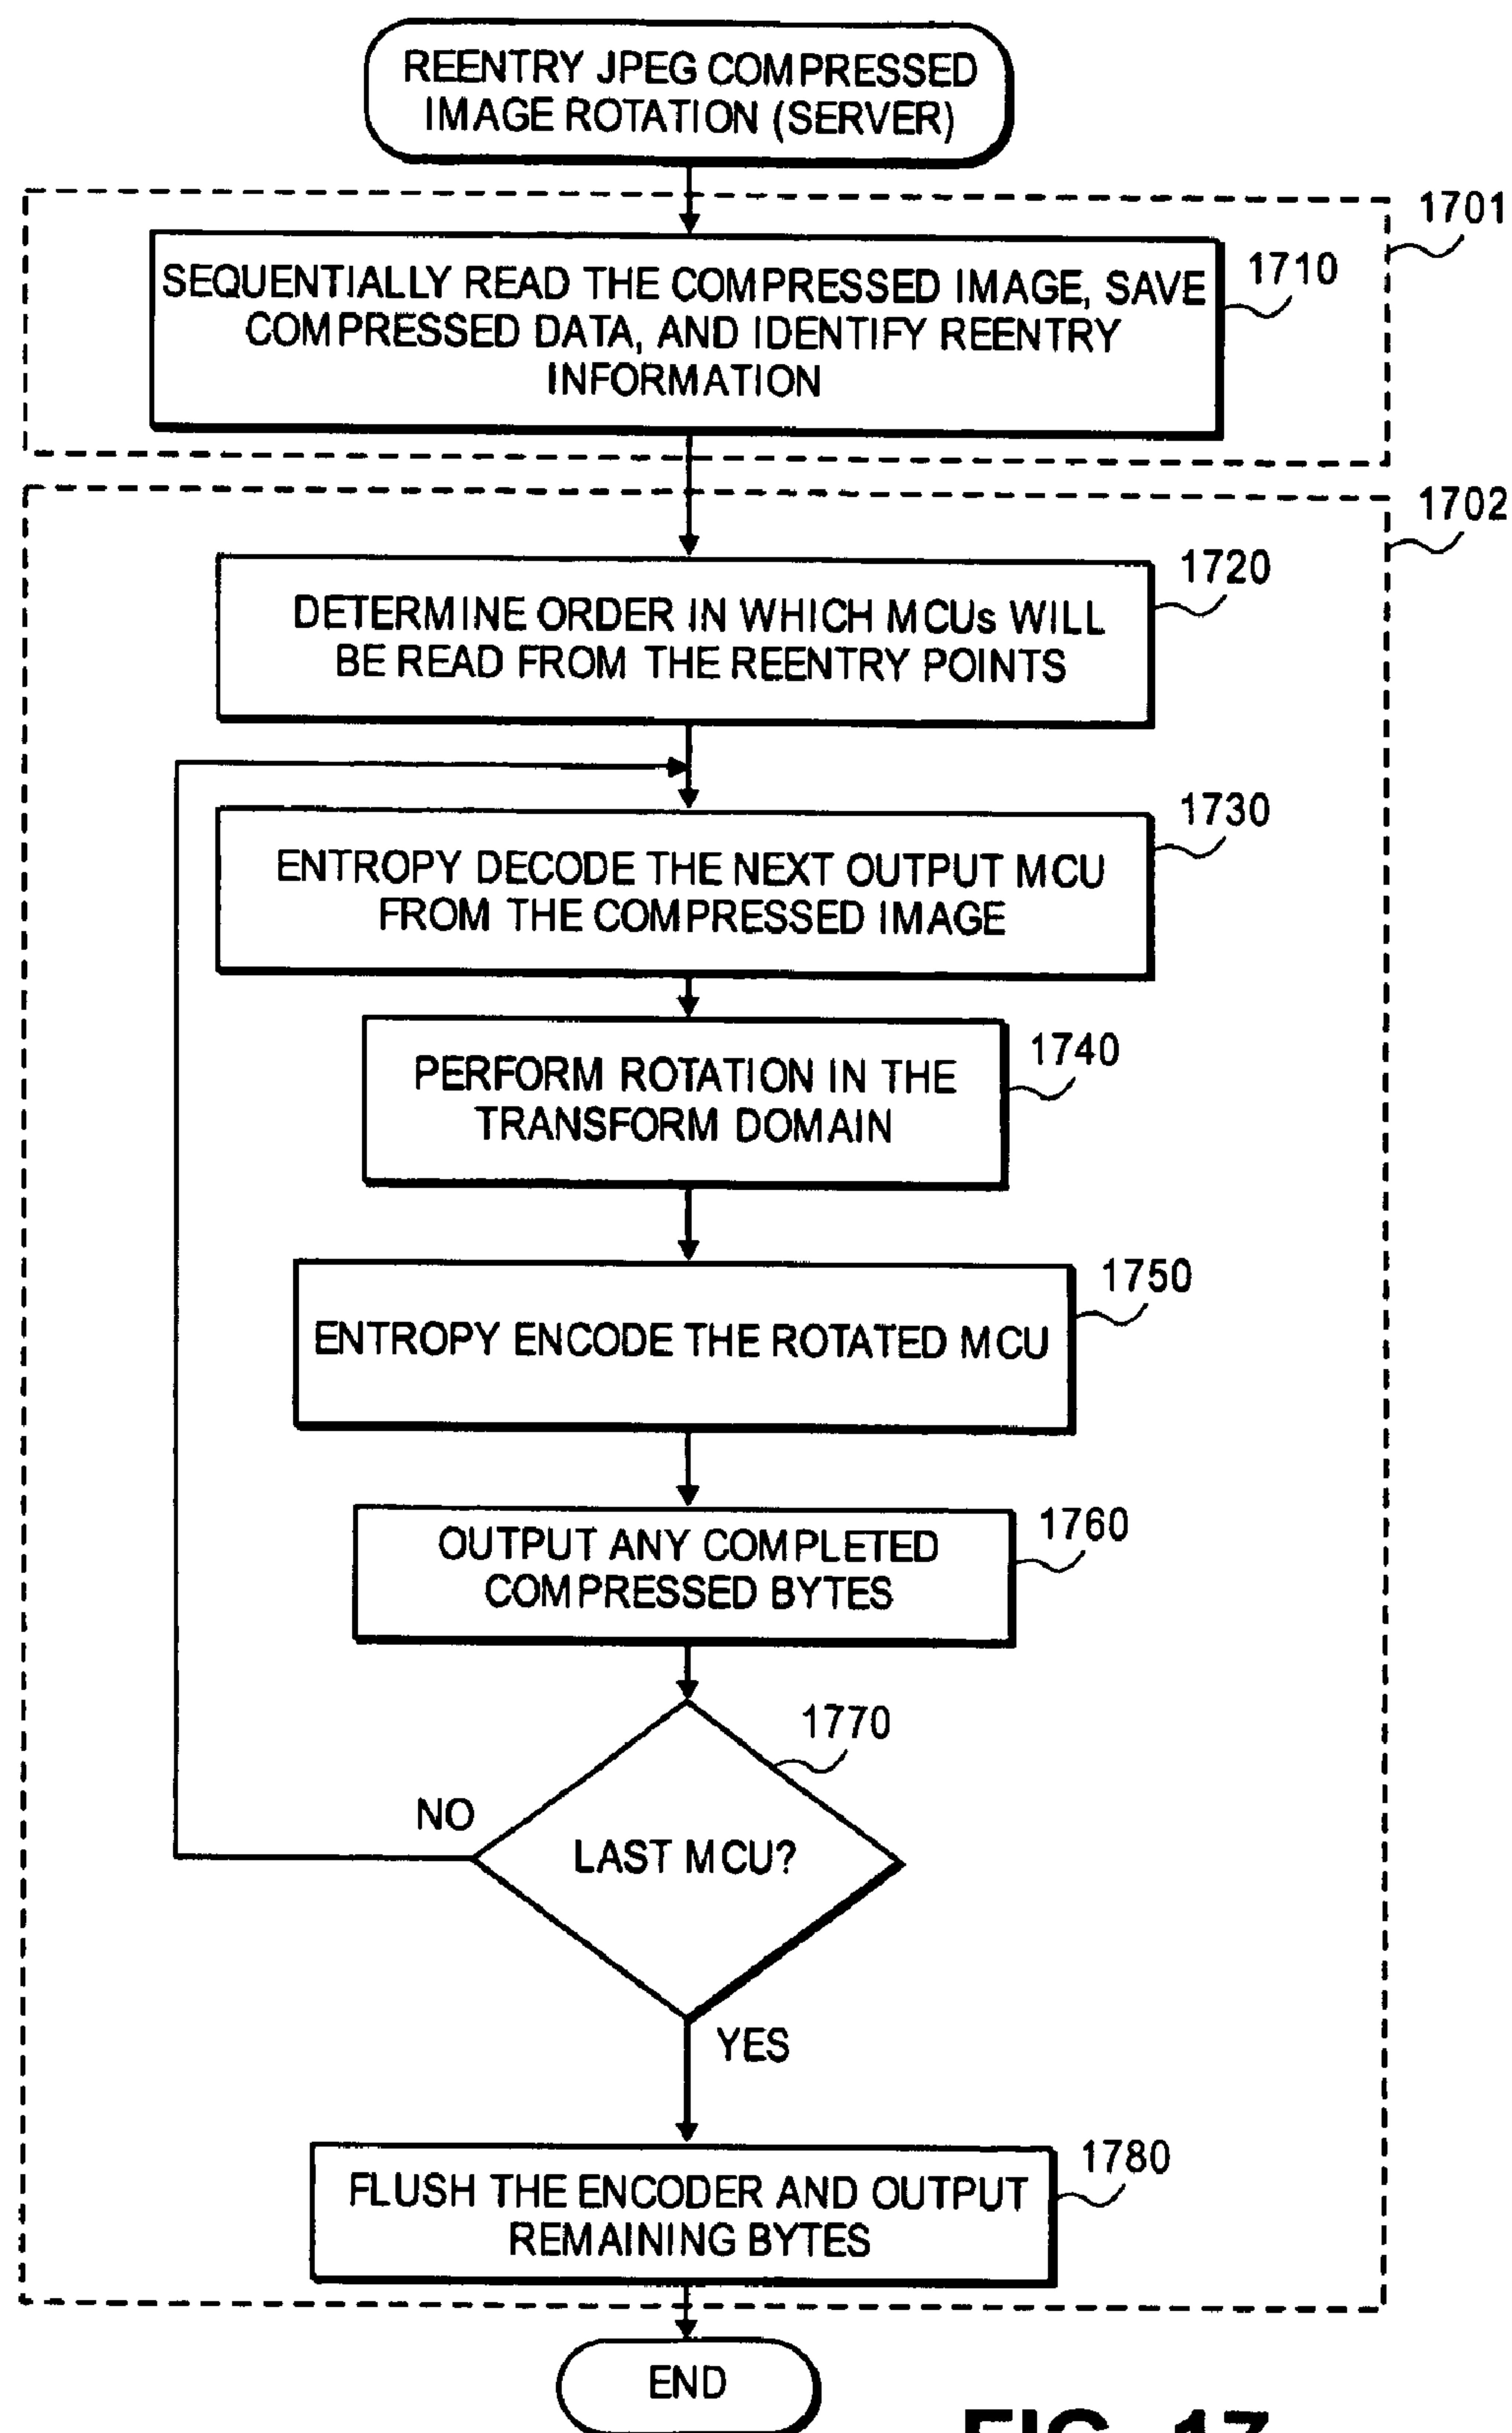 REENTRY JPEG COMPRESSED
IMAGE ROTATION (SERVER)
1701
1710
SEQUENTIALLY READ THE COMPRESSED IMAGE, SAVE
COMPRESSED DATA, AND IDENTIFY REENTRY
INFORMATION
1702
1720
DETERMINE ORDER IN WHICH MCUs WILL
BE READ FROM THE REENTRY POINTS
1730
ENTROPY DECODE THE NEXT OUTPUT MCU
FROM THE COMPRESSED IMAGE
1740
PERFORM ROTATION IN THE
TRANSFORM DOMAIN
1750
ENTROPY ENCODE THE ROTATED MCU
1760
OUTPUT ANY COMPLETED
COMPRESSED BYTES
1770
NO
LAST MCU?
YES
1780
FLUSH THE ENCODER AND OUTPUT
REMAINING BYTES
END
FIG. 17